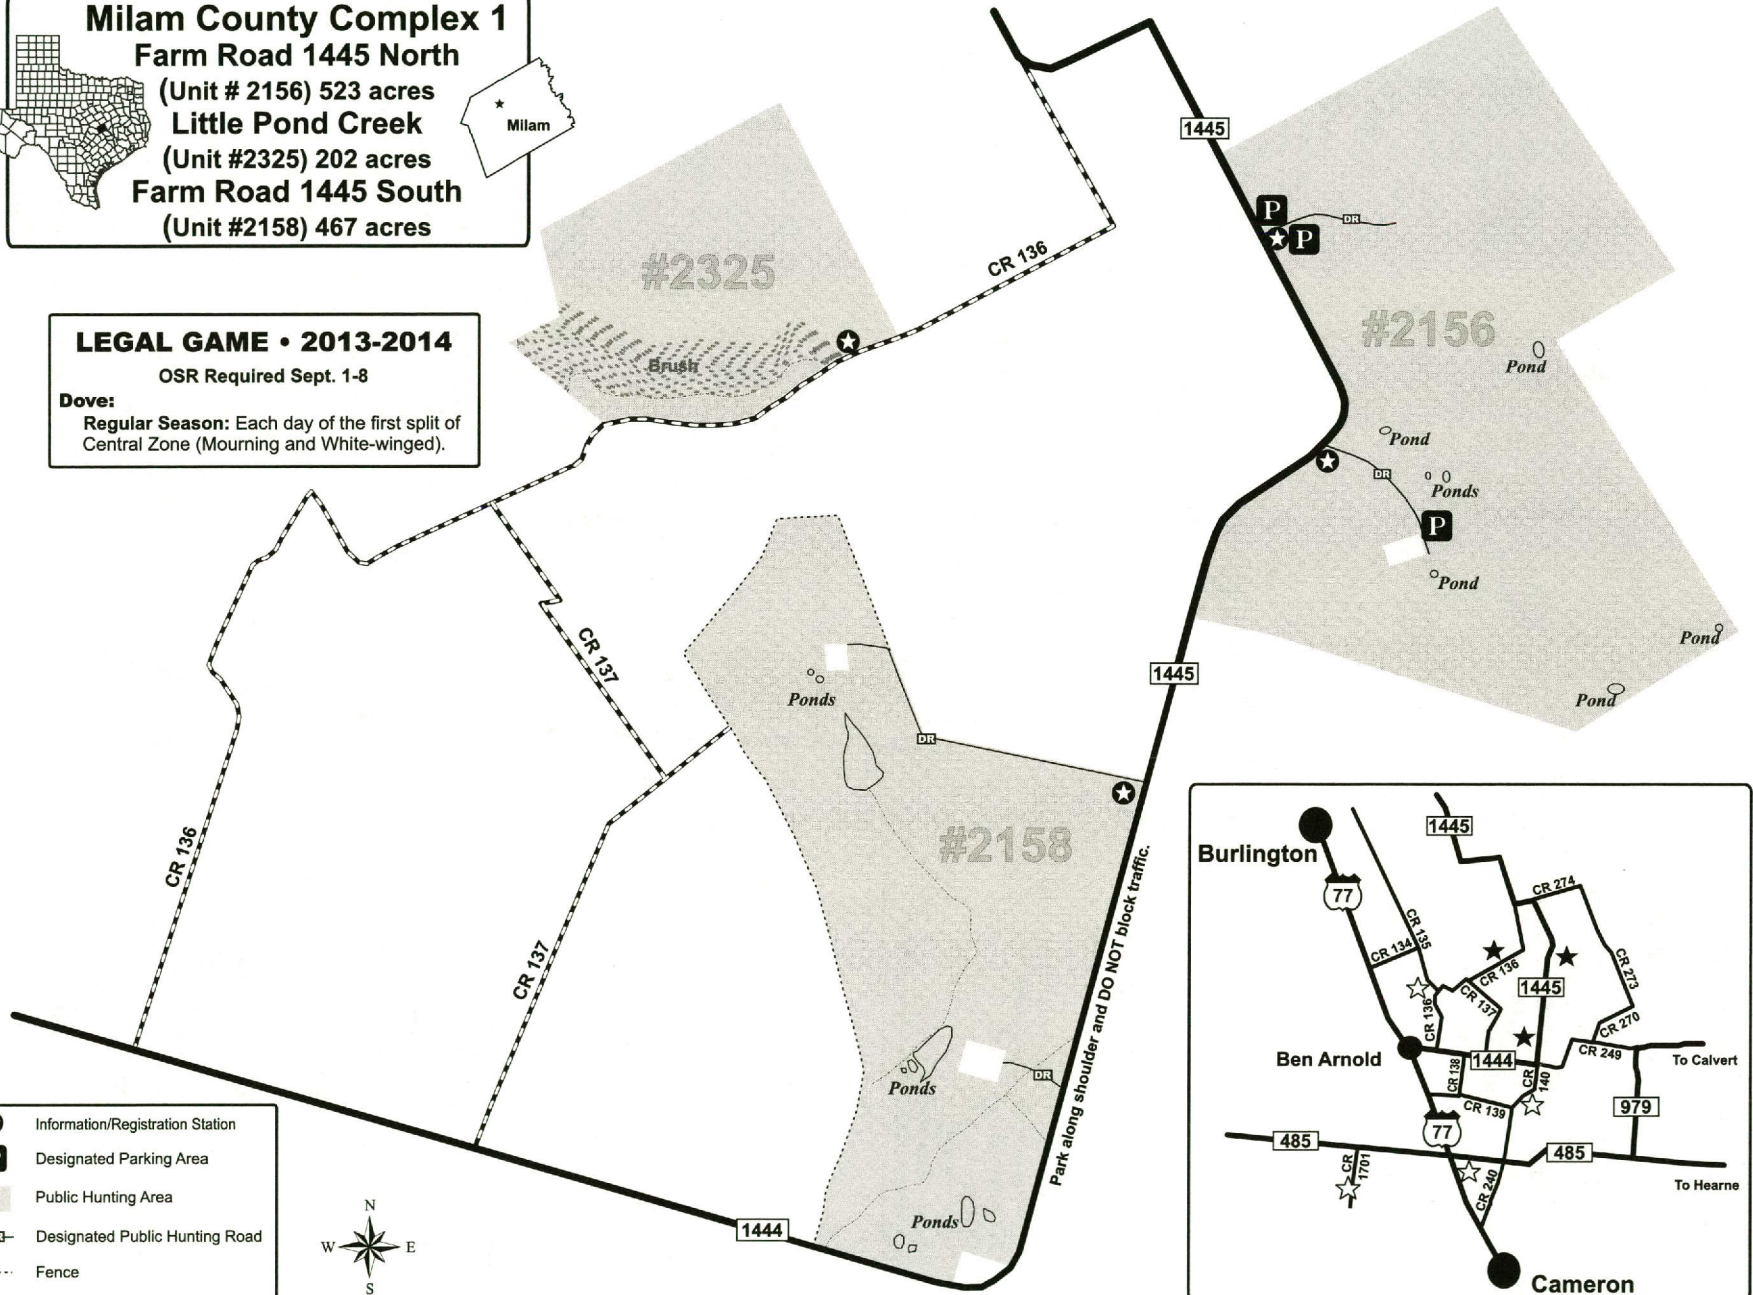 Milam County Complex 1
Farm Road 1445 North
(Unit # 2156) 523 acres
Little Pond Creek
(Unit #2325) 202 acres
Farm Road 1445 South
(Unit #2158) 467 acres
Milam
LEGAL GAME • 2013-2014
OSR Required Sept. 1-8
Dove:
Regular Season: Each day of the first split of
Central Zone (Mourning and White-winged).
1445
P
P
DR
CR 136
#2325
Brush
#2156
Pond
Pond
DR
Ponds
P
Pond
Pond
Pond
CR 137
1445
Ponds
DR
#2158
CR 136
CR 137
Park along shoulder and DO NOT block traffic.
Ponds
DR
Ponds
1444
Information/Registration Station
Designated Parking Area
Public Hunting Area
Designated Public Hunting Road
Fence
N
W
E
S
1445
Burlington
77
CR 274
CR 135
CR 134
CR 136
CR 273
1445
CR 137
CR 136
CR 270
Ben Arnold
1444
CR 249
To Calvert
CR 138
CR 140
CR 139
979
77
485
485
CR 1701
CR 240
To Hearne
Cameron